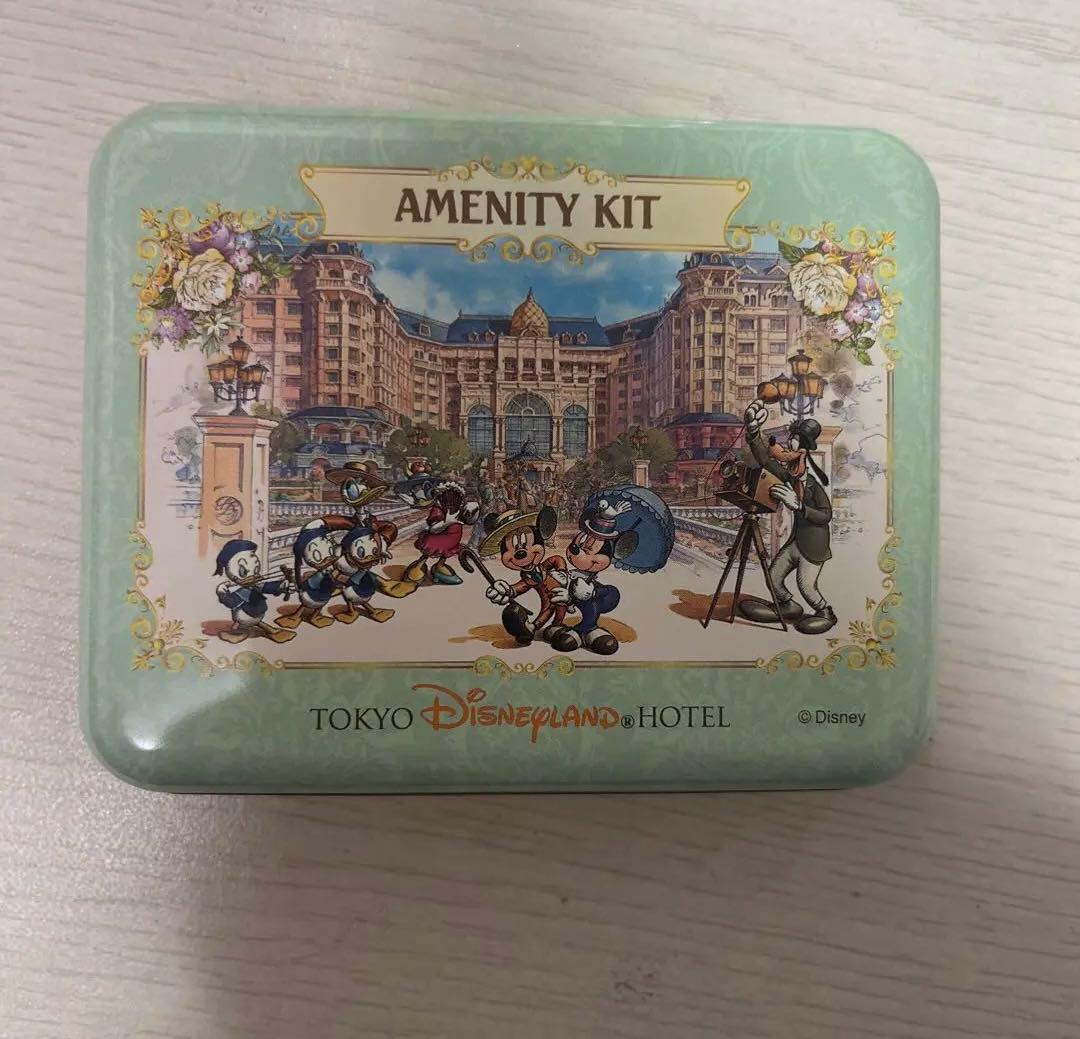 AMENITY KIT
TOKYO DISNEYLAND® HOTEL
© Disney